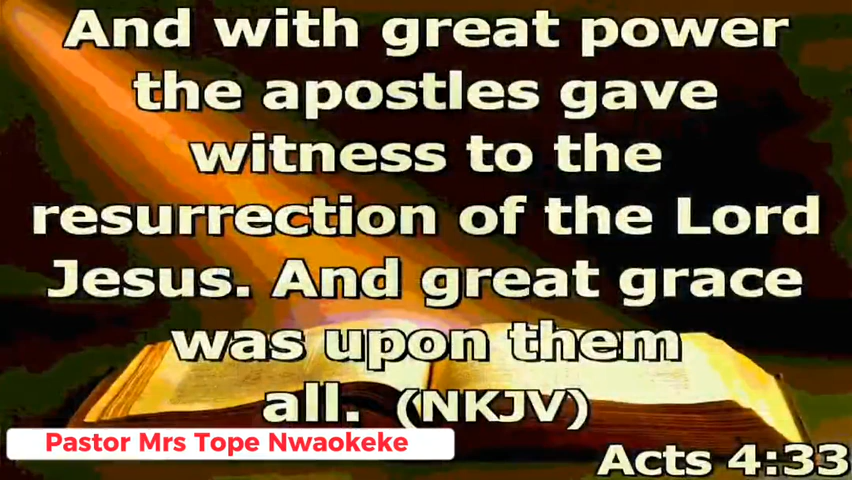 And with great power
the apostles gave
witness to the
resurrection of the Lord
Jesus. And great grace
was upon them
all. (NKJV)
Pastor Mrs Tope Nwaokeke
Acts 4:33